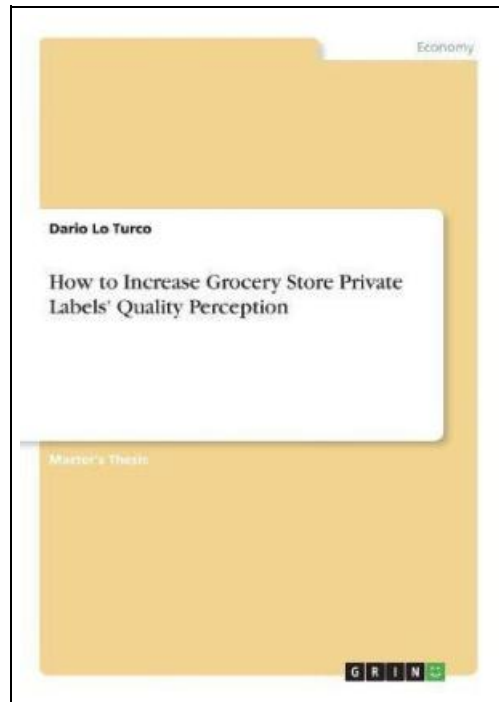 Economy
Dario Lo Turco
How to Increase Grocery Store Private
Labels' Quality Perception
Master's Thesis
GRIN